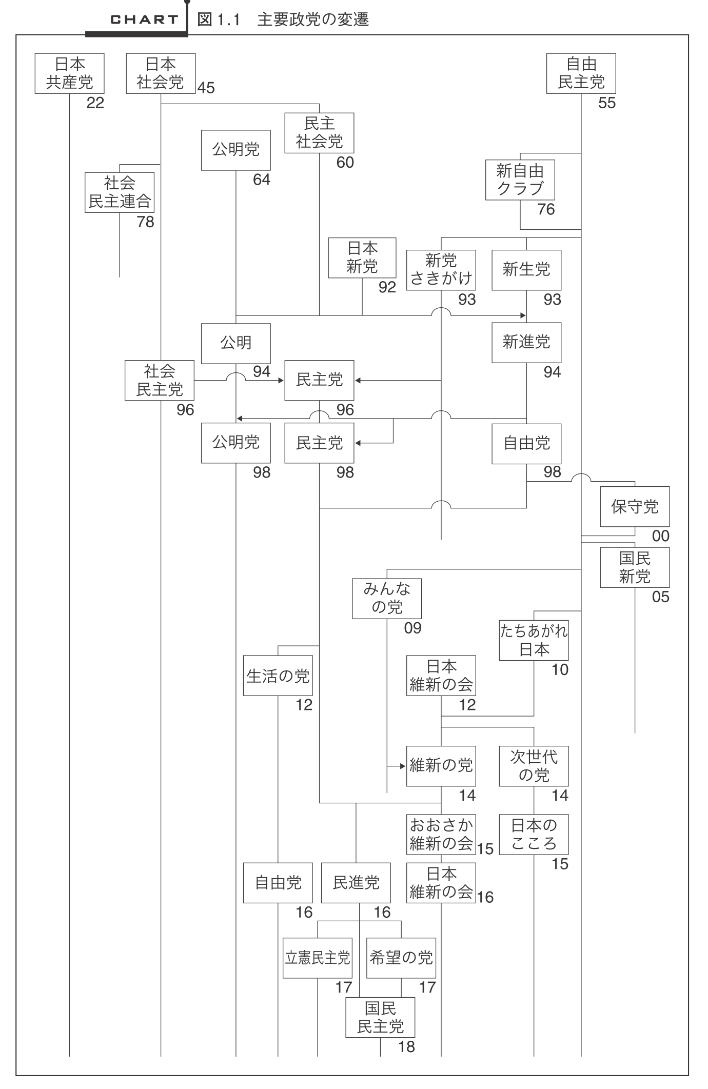 CHART 図1.1 主要政党の変遷
日本
共産党
22
日本
社会党
45
自由
民主党
55
民主
社会党
60
公明党
64
新自由
クラブ
76
社会
民主連合
78
日本
新党
92
新党
さきがけ
93
新生党
93
公明
94
新進党
94
社会
民主党
96
民主党
96
公明党
98
民主党
98
自由党
98
保守党
00
国民
新党
05
みんな
の党
09
たちあがれ
日本
10
生活の党
12
日本
維新の会
12
維新の党
14
次世代
の党
14
おおさか
維新の会
15
日本の
こころ
15
自由党
16
民進党
16
日本
維新の会
16
立憲民主党
17
希望の党
17
国民
民主党
18